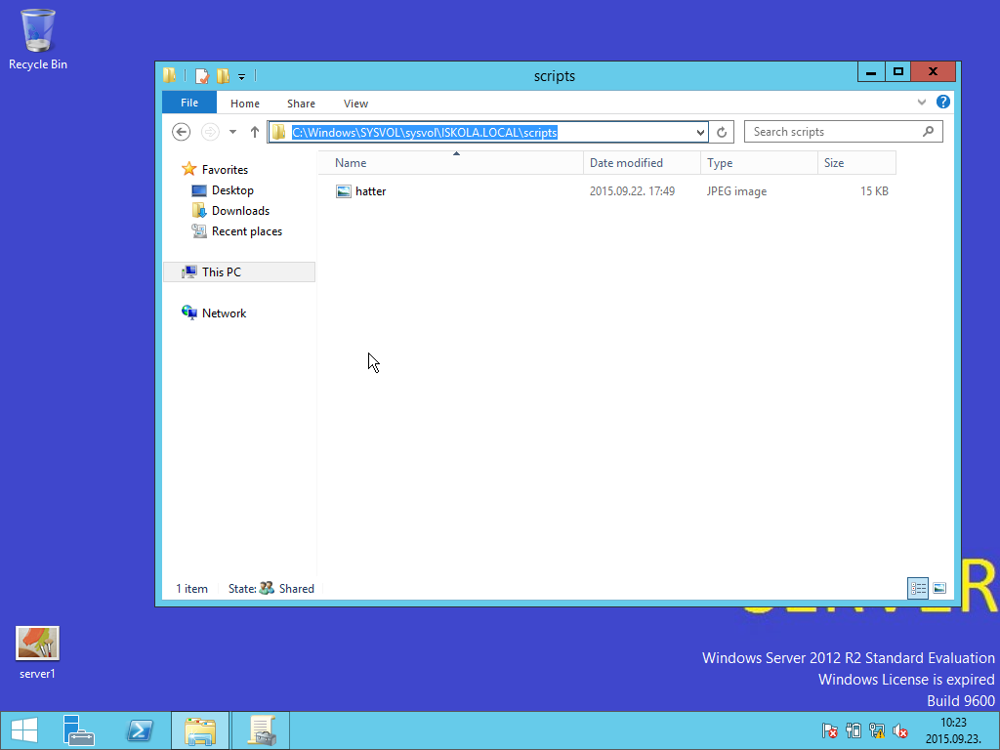 Recycle Bin
scripts
File Home Share View
C:\Windows\SYSVOL\sysvol\ISKOLA.LOCAL\scripts
Search scripts
Favorites
Desktop
Downloads
Recent places
This PC
Network
Name Date modified Type Size
hatter 2015.09.22. 17:49 JPEG image 15 KB
1 item State: Shared
SERVER
server1
Windows Server 2012 R2 Standard Evaluation
Windows License is expired
Build 9600
10:23
2015.09.23.